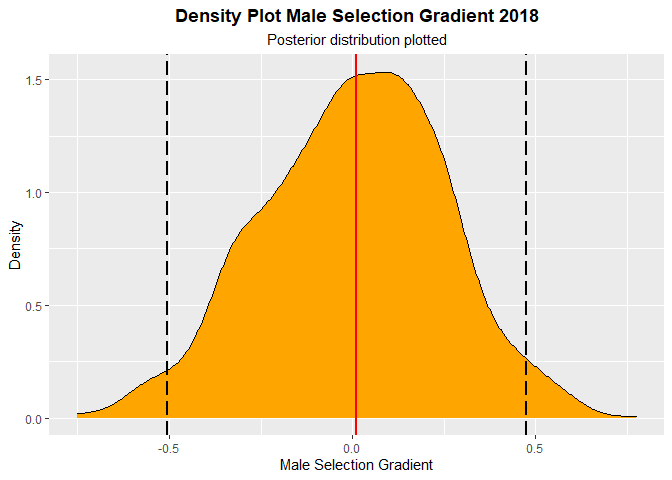 Density Plot Male Selection Gradient 2018
Posterior distribution plotted
1.5
1.0
0.5
0.0
Density
-0.5 0.0 0.5
Male Selection Gradient